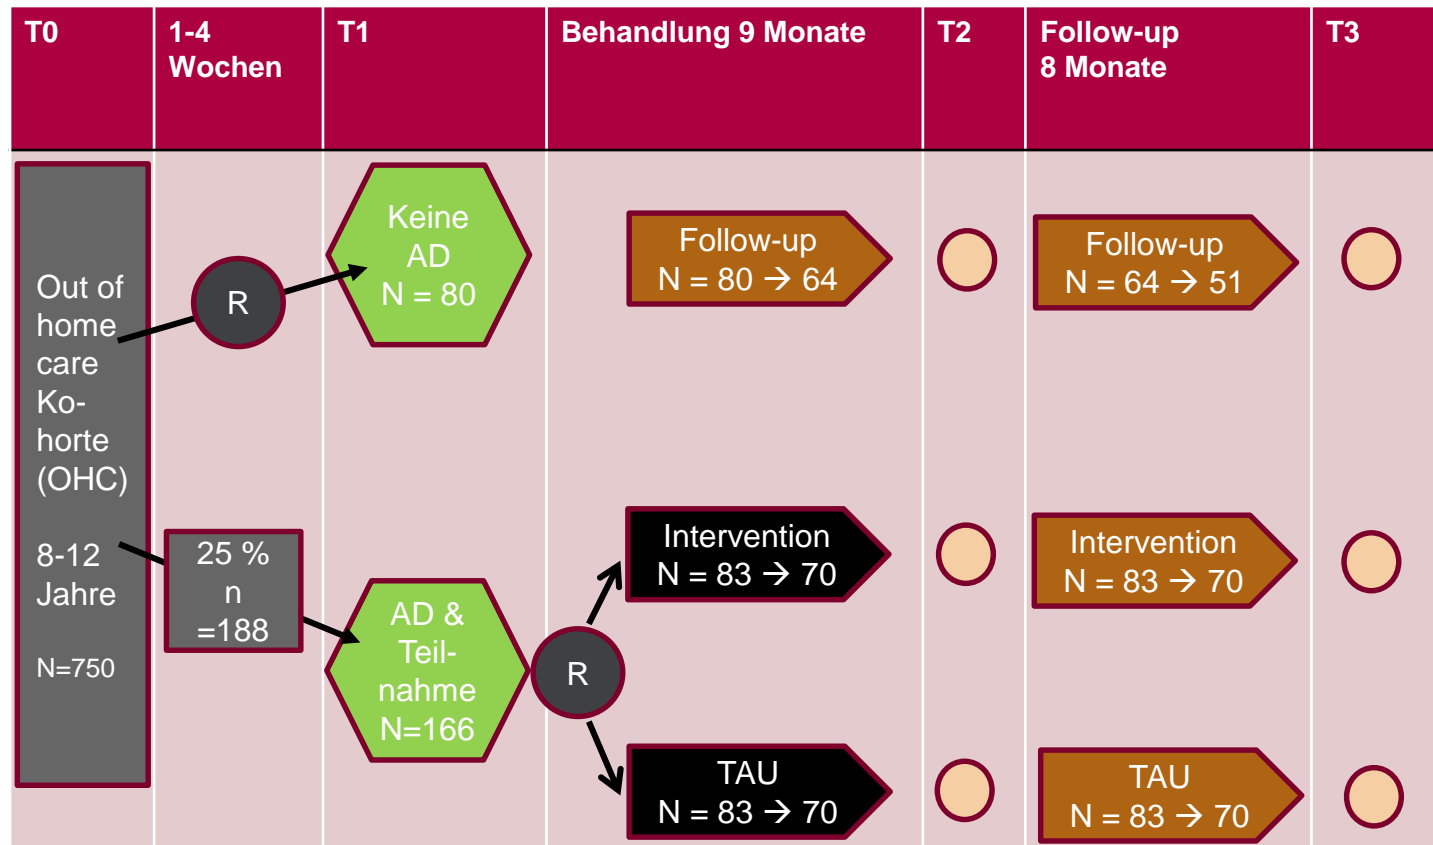 T0
1-4
Wochen
T1
Behandlung 9 Monate
T2
Follow-up
8 Monate
T3
Out of
home
care
Ko-
horte
(OHC)
8-12
Jahre
N=750
R
Keine
AD
N = 80
Follow-up
N = 80 → 64
Follow-up
N = 64 → 51
25 %
n
=188
AD &
Teil-
nahme
N=166
R
Intervention
N = 83 → 70
Intervention
N = 83 → 70
TAU
N = 83 → 70
TAU
N = 83 → 70